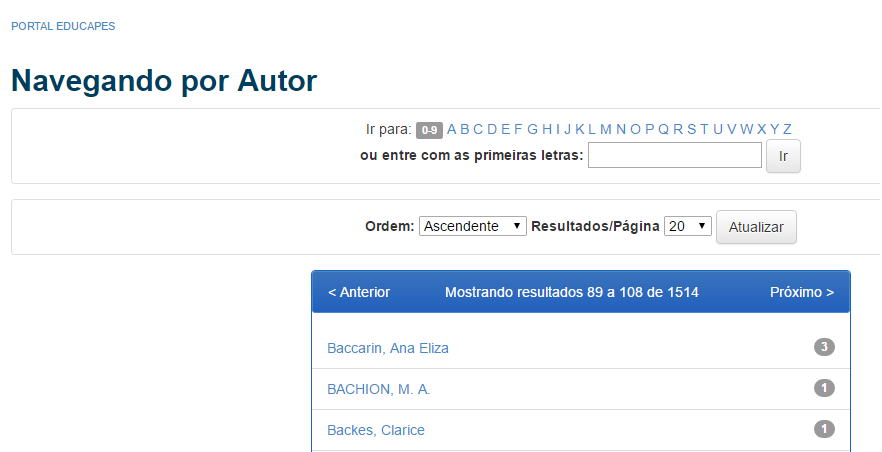 PORTAL EDUCAPES
Navegando por Autor
Ir para: 0-9 A B C D E F G H I J K L M N O P Q R S T U V W X Y Z
ou entre com as primeiras letras: Ir
Ordem: Ascendente Resultados/Página 20 Atualizar
< Anterior Mostrando resultados 89 a 108 de 1514 Próximo >
Baccarin, Ana Eliza 3
BACHION, M. A. 1
Backes, Clarice 1